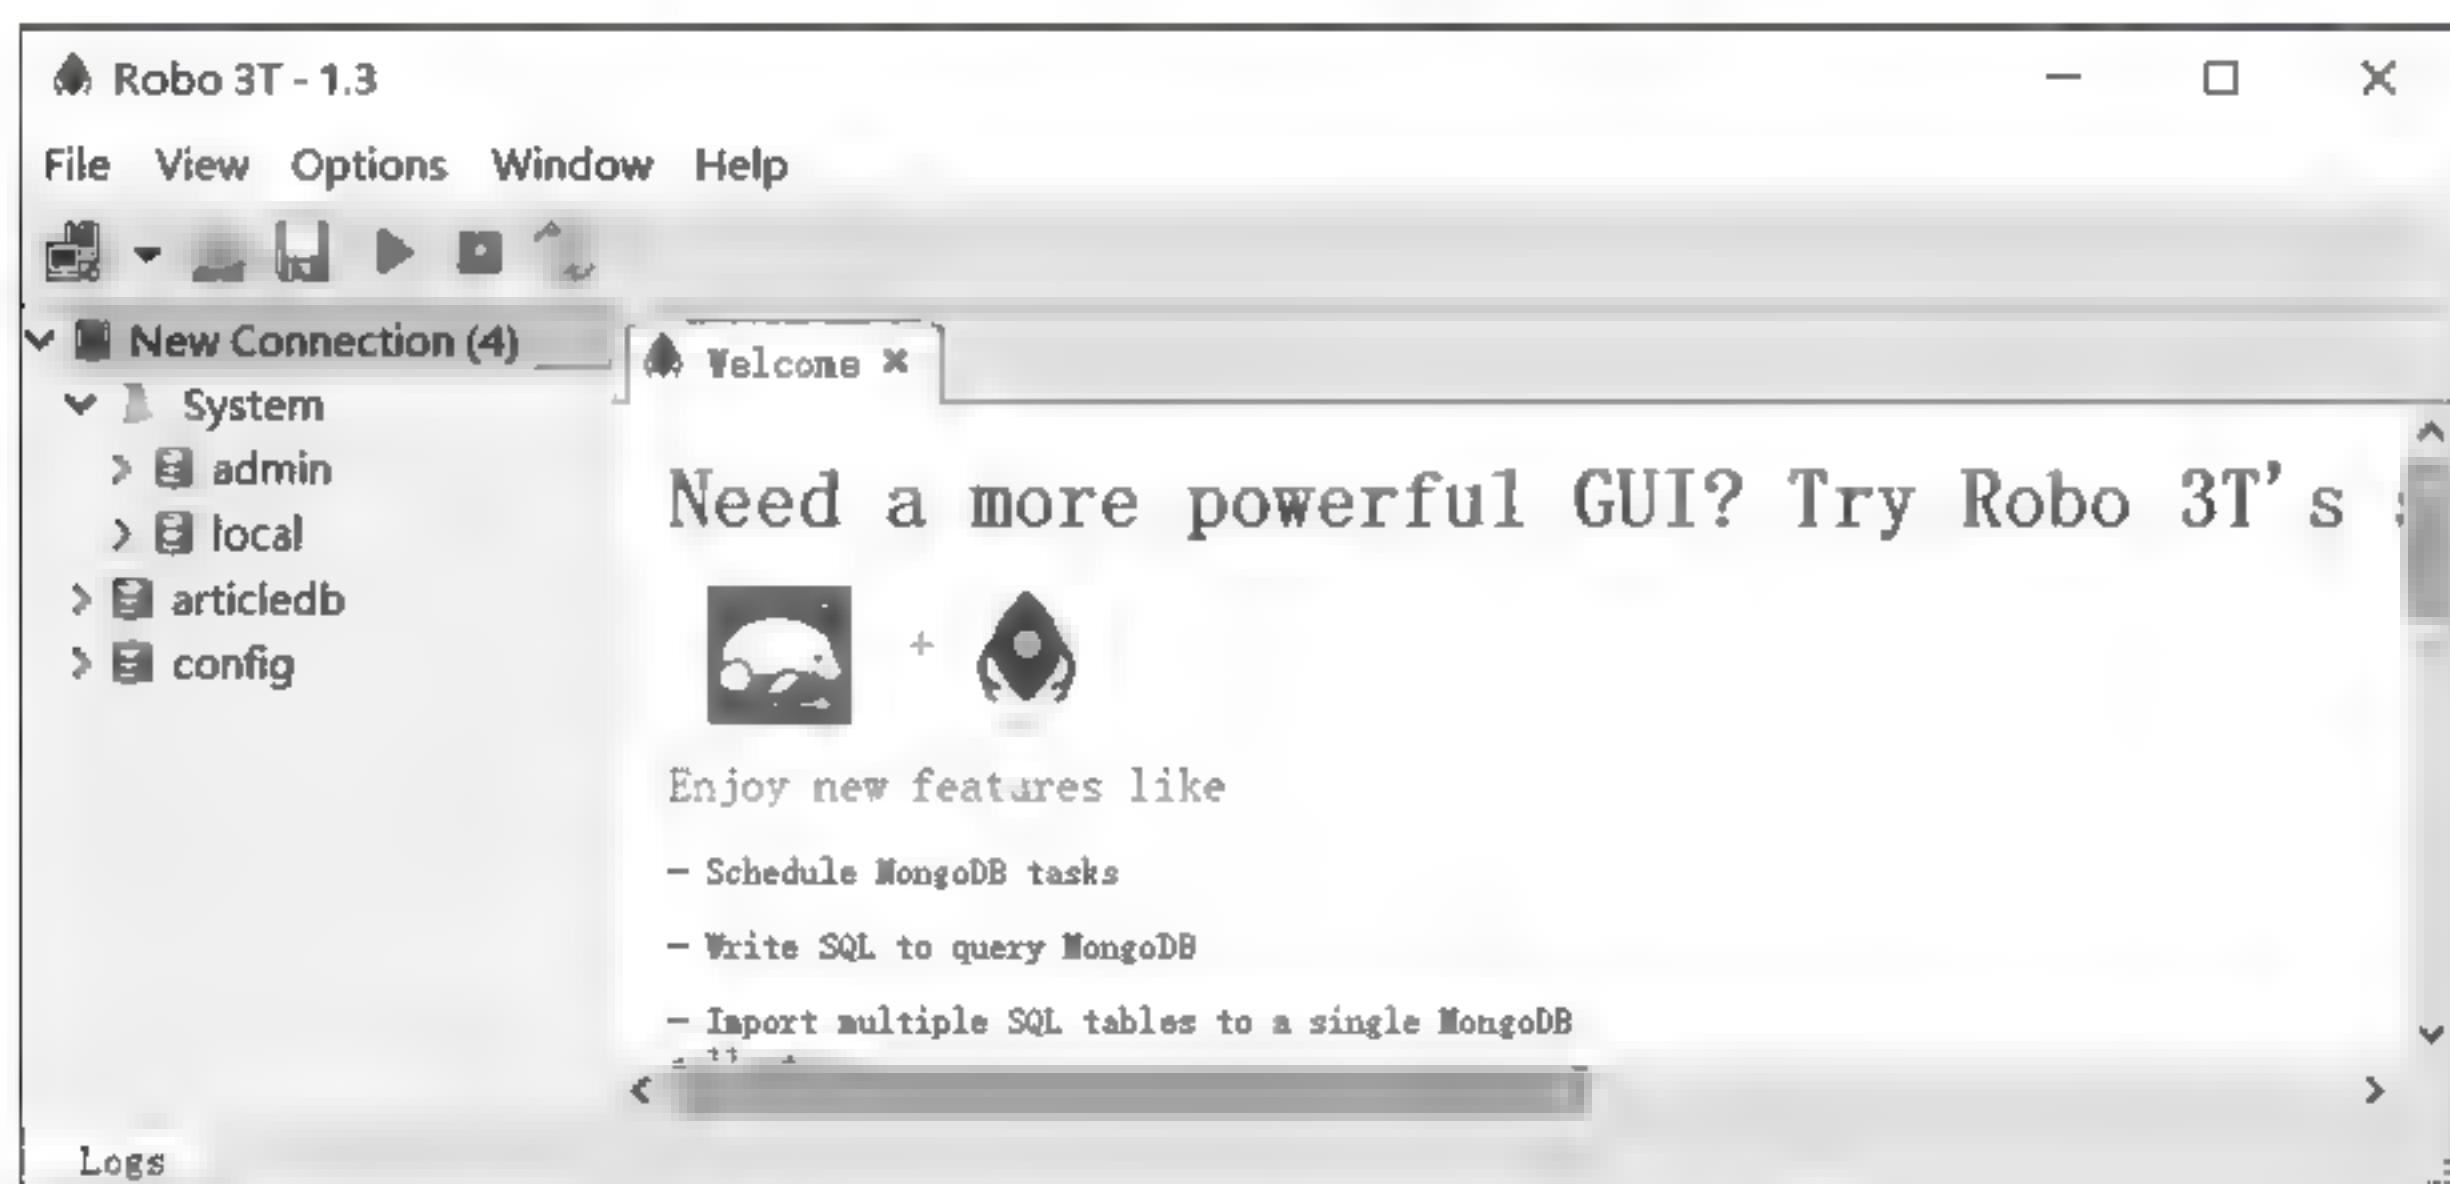 Robo 3T - 1.3
File View Options Window Help
New Connection (4)
System
admin
local
articledb
config
Welcome
Need a more powerful GUI? Try Robo 3T's
Enjoy new features like
— Schedule MongoDB tasks
— Write SQL to query MongoDB
— Import multiple SQL tables to a single MongoDB
Logs